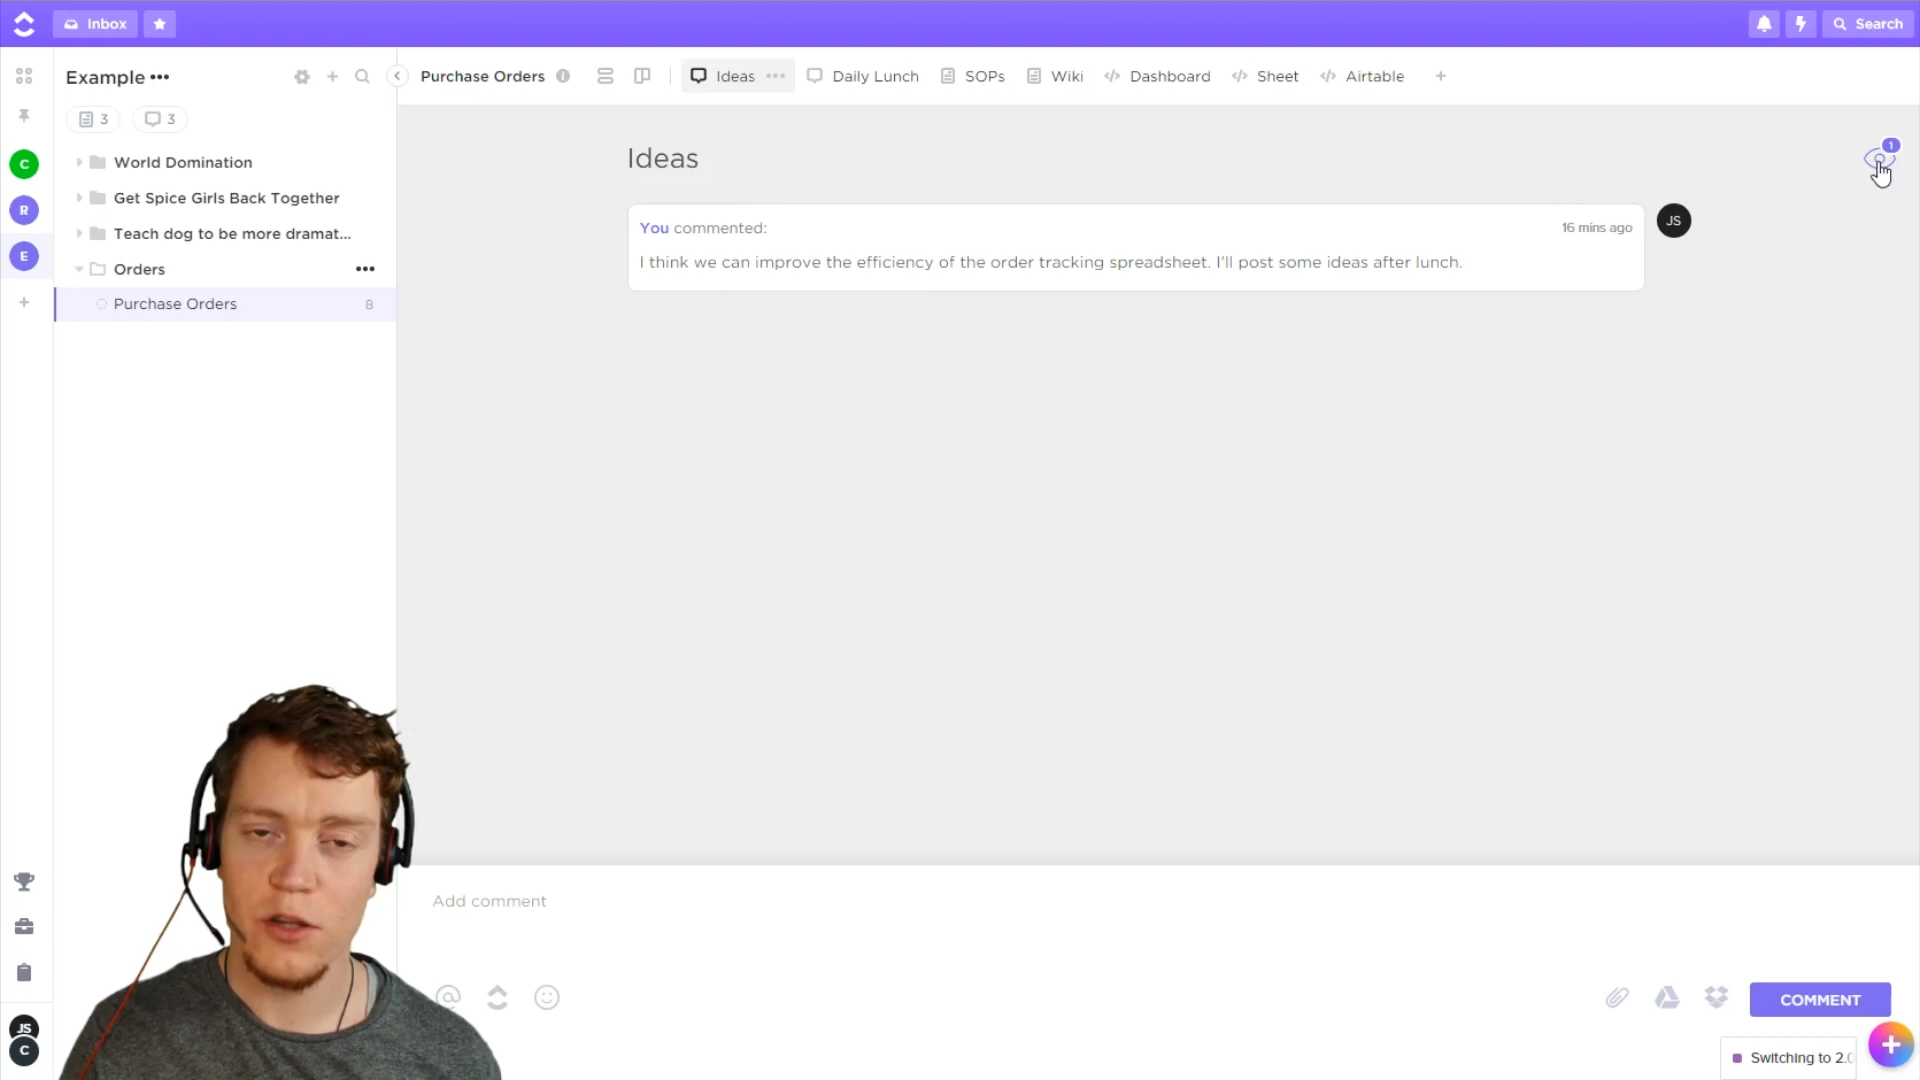 Inbox
Search
Example •••
Purchase Orders
Ideas •••
Daily Lunch
SOPs
Wiki
</> Dashboard
</> Sheet
</> Airtable
+
3
3
C
World Domination
R
Get Spice Girls Back Together
Teach dog to be more dramat...
E
Orders •••
Purchase Orders 8
Ideas
1
You commented:
16 mins ago
JS
I think we can improve the efficiency of the order tracking spreadsheet. I'll post some ideas after lunch.
Add comment
COMMENT
JS
C
Switching to 2.0